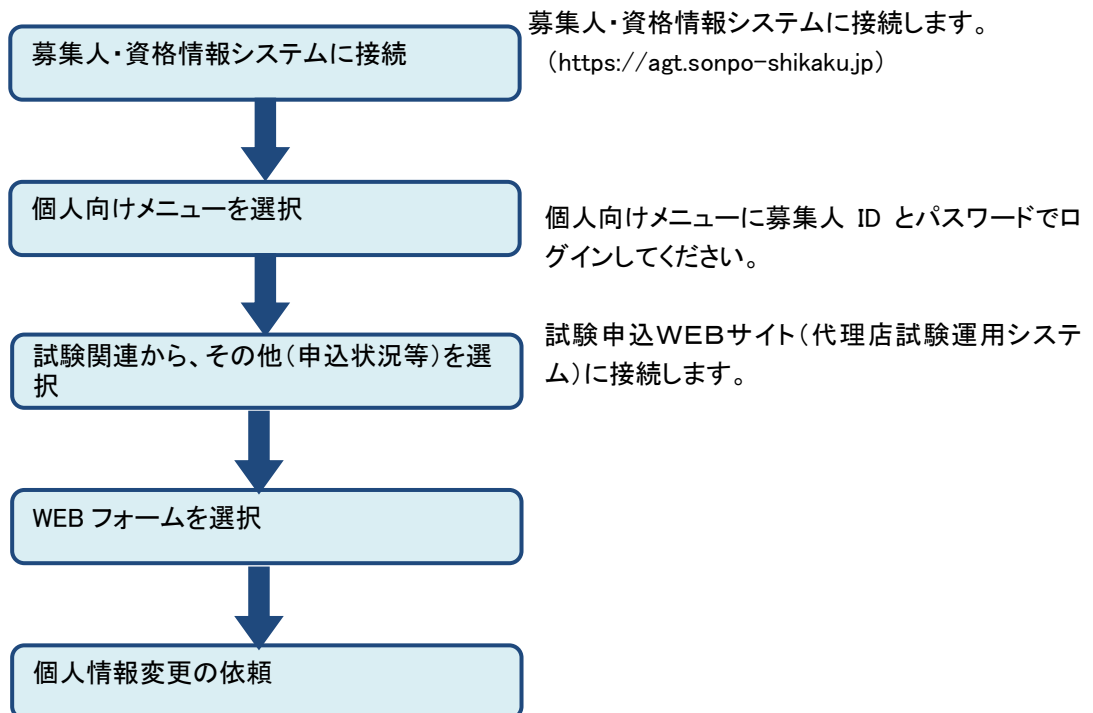 募集人・資格情報システムに接続
募集人・資格情報システムに接続します。
（https://agt.sonpo-shikaku.jp）
個人向けメニューを選択
個人向けメニューに募集人 ID とパスワードでロ
グインしてください。
試験関連から、その他（申込状況等）を選
択
試験申込ＷＥＢサイト（代理店試験運用システ
ム）に接続します。
WEB フォームを選択
個人情報変更の依頼